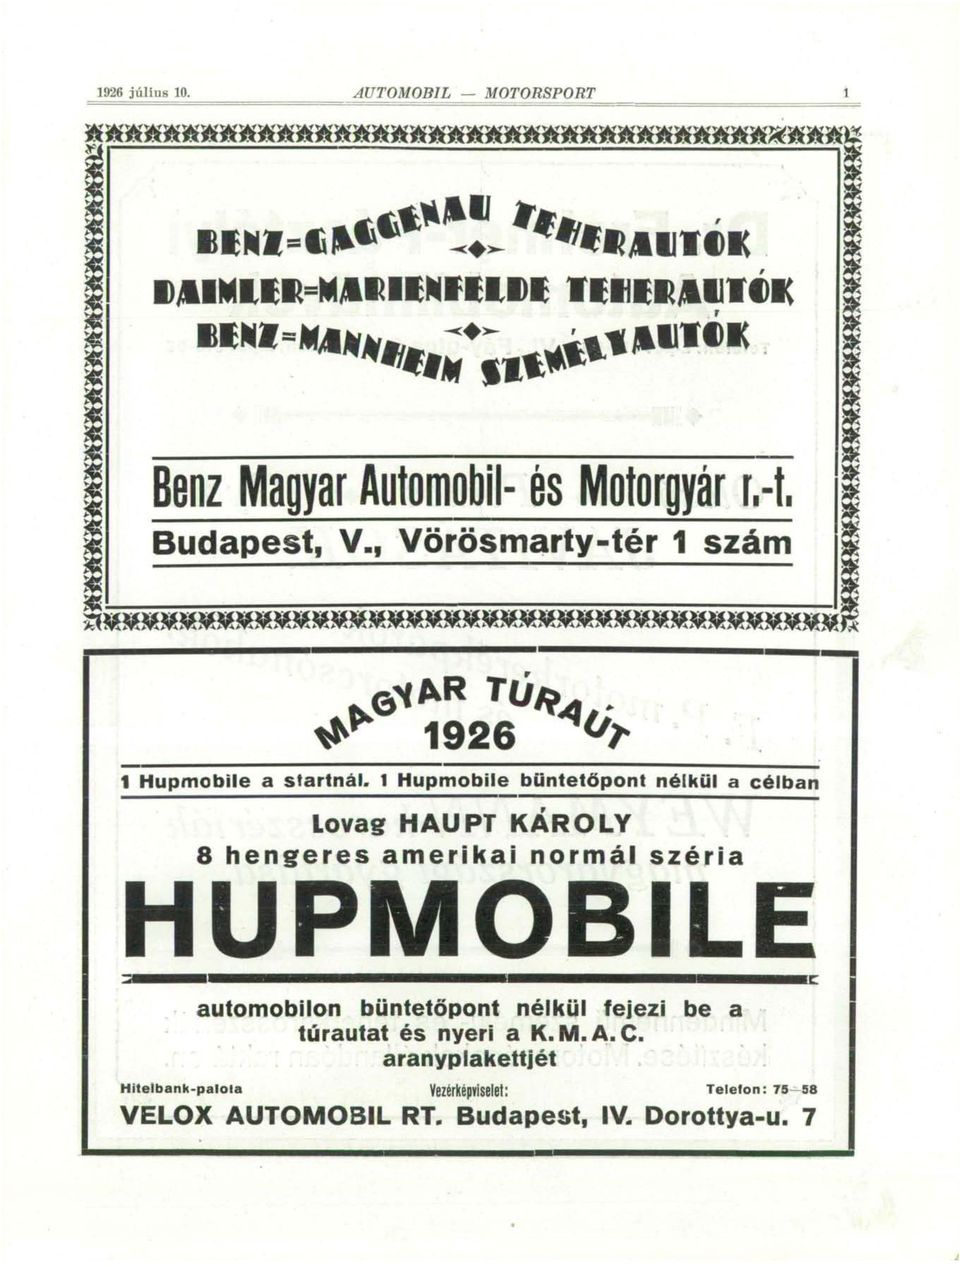 1926 július 10. AUTOMOBIL — MOTORSPORT 1
BENZ=GAGGENAU TEHERAUTÓK
DAIMLER=MARIENFELDE TEHERAUTÓK
BENZ=MANNHEIM SZEMÉLYAUTÓK
Benz Magyar Automobil- és Motorgyár r.-t.
Budapest, V., Vörösmarty-tér 1 szám
MAGYAR TÚRAÚT
1926
1 Hupmobile a startnál. 1 Hupmobile büntetőpont nélkül a célban
Lovag HAUPT KÁROLY
8 hengeres amerikai normál széria
HUPMOBILE
automobilon büntetőpont nélkül fejezi be a
túrautat és nyeri a K. M. A. C.
aranyplakettjét
Hitelbank-palota Vezérképviselet: Telefon: 75—58
VELOX AUTOMOBIL RT. Budapest, IV. Dorottya-u. 7